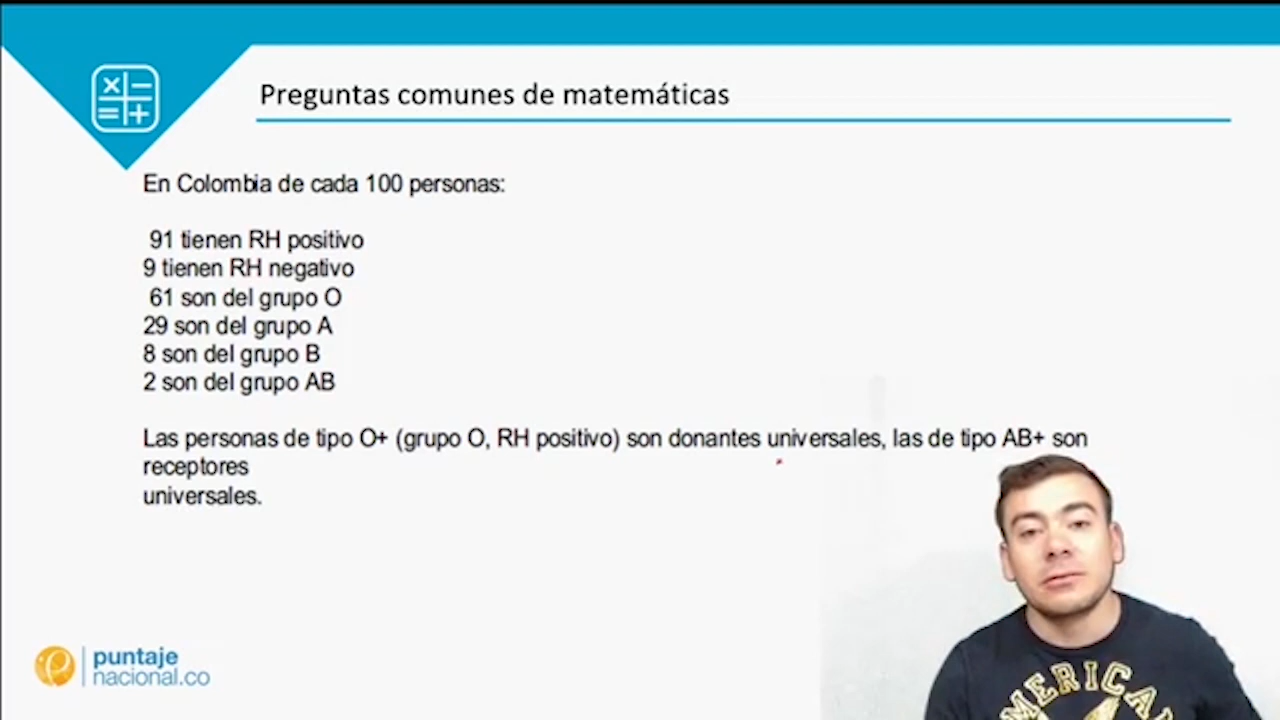 Preguntas comunes de matemáticas
En Colombia de cada 100 personas:
91 tienen RH positivo
9 tienen RH negativo
61 son del grupo O
29 son del grupo A
8 son del grupo B
2 son del grupo AB
Las personas de tipo O+ (grupo O, RH positivo) son donantes universales, las de tipo AB+ son
receptores
universales.
puntaje
nacional.co